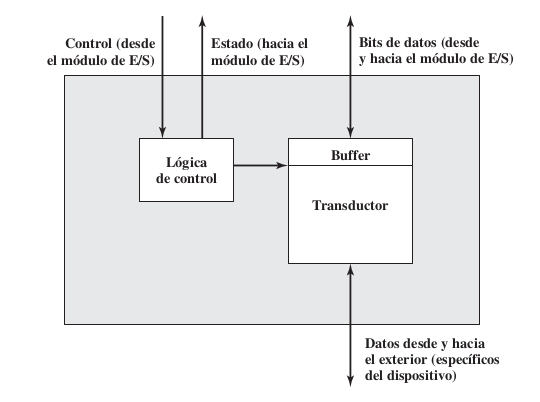 Control (desde
el módulo de E/S)
Estado (hacia el
módulo de E/S)
Bits de datos (desde
y hacia el módulo de E/S)
Lógica
de control
Buffer
Transductor
Datos desde y hacia
el exterior (específicos
del dispositivo)